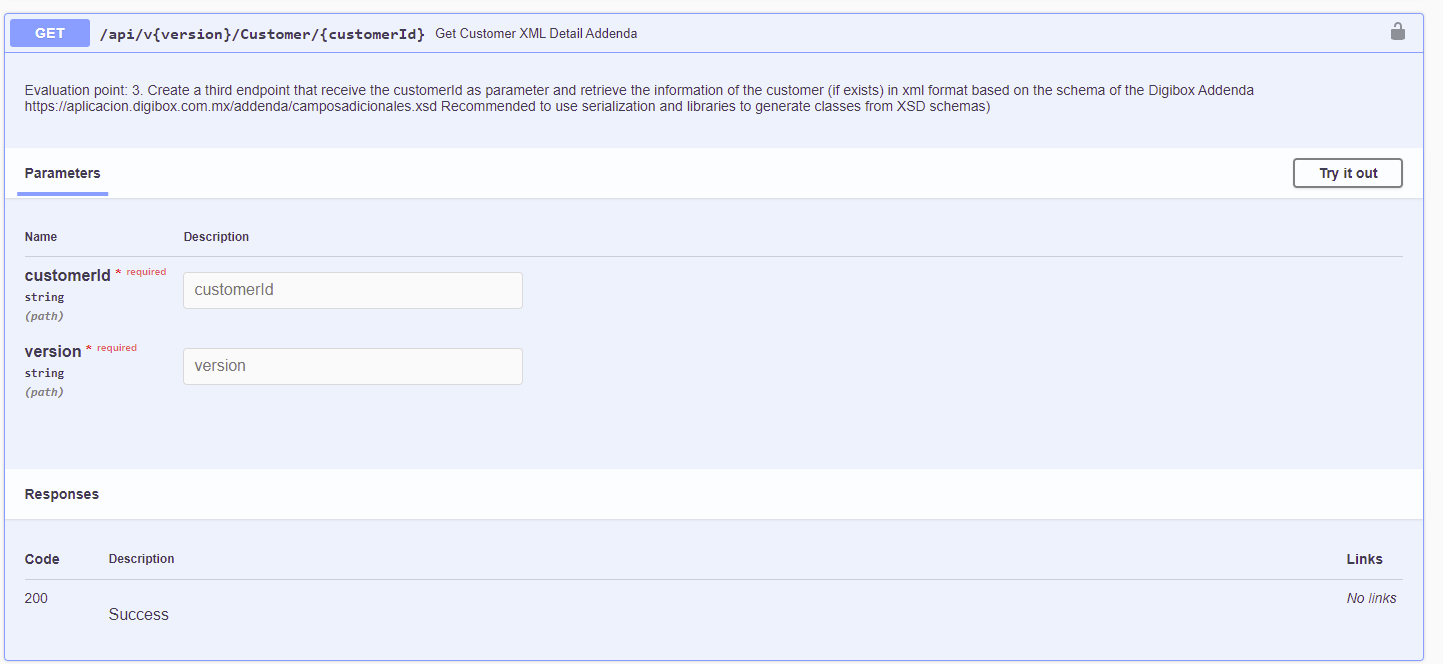 GET /api/v{version}/Customer/{customerId} Get Customer XML Detail Addenda
Evaluation point: 3. Create a third endpoint that receive the customerId as parameter and retrieve the information of the customer (if exists) in xml format based on the schema of the Digibox Addenda
https://aplicacion.digibox.com.mx/addenda/camposadicionales.xsd Recommended to use serialization and libraries to generate classes from XSD schemas)
Parameters Try it out
Name Description
customerId * required
customerId
string
(path)
version * required
version
string
(path)
Responses
Code Description Links
200 No links
Success